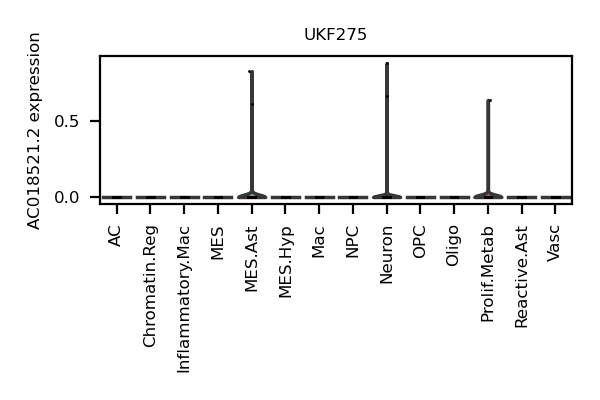 UKF275
AC018521.2 expression
0.5
0.0
AC
Chromatin.Reg
Inflammatory.Mac
MES
MES.Ast
MES.Hyp
Mac
NPC
Neuron
OPC
Oligo
Prolif.Metab
Reactive.Ast
Vasc